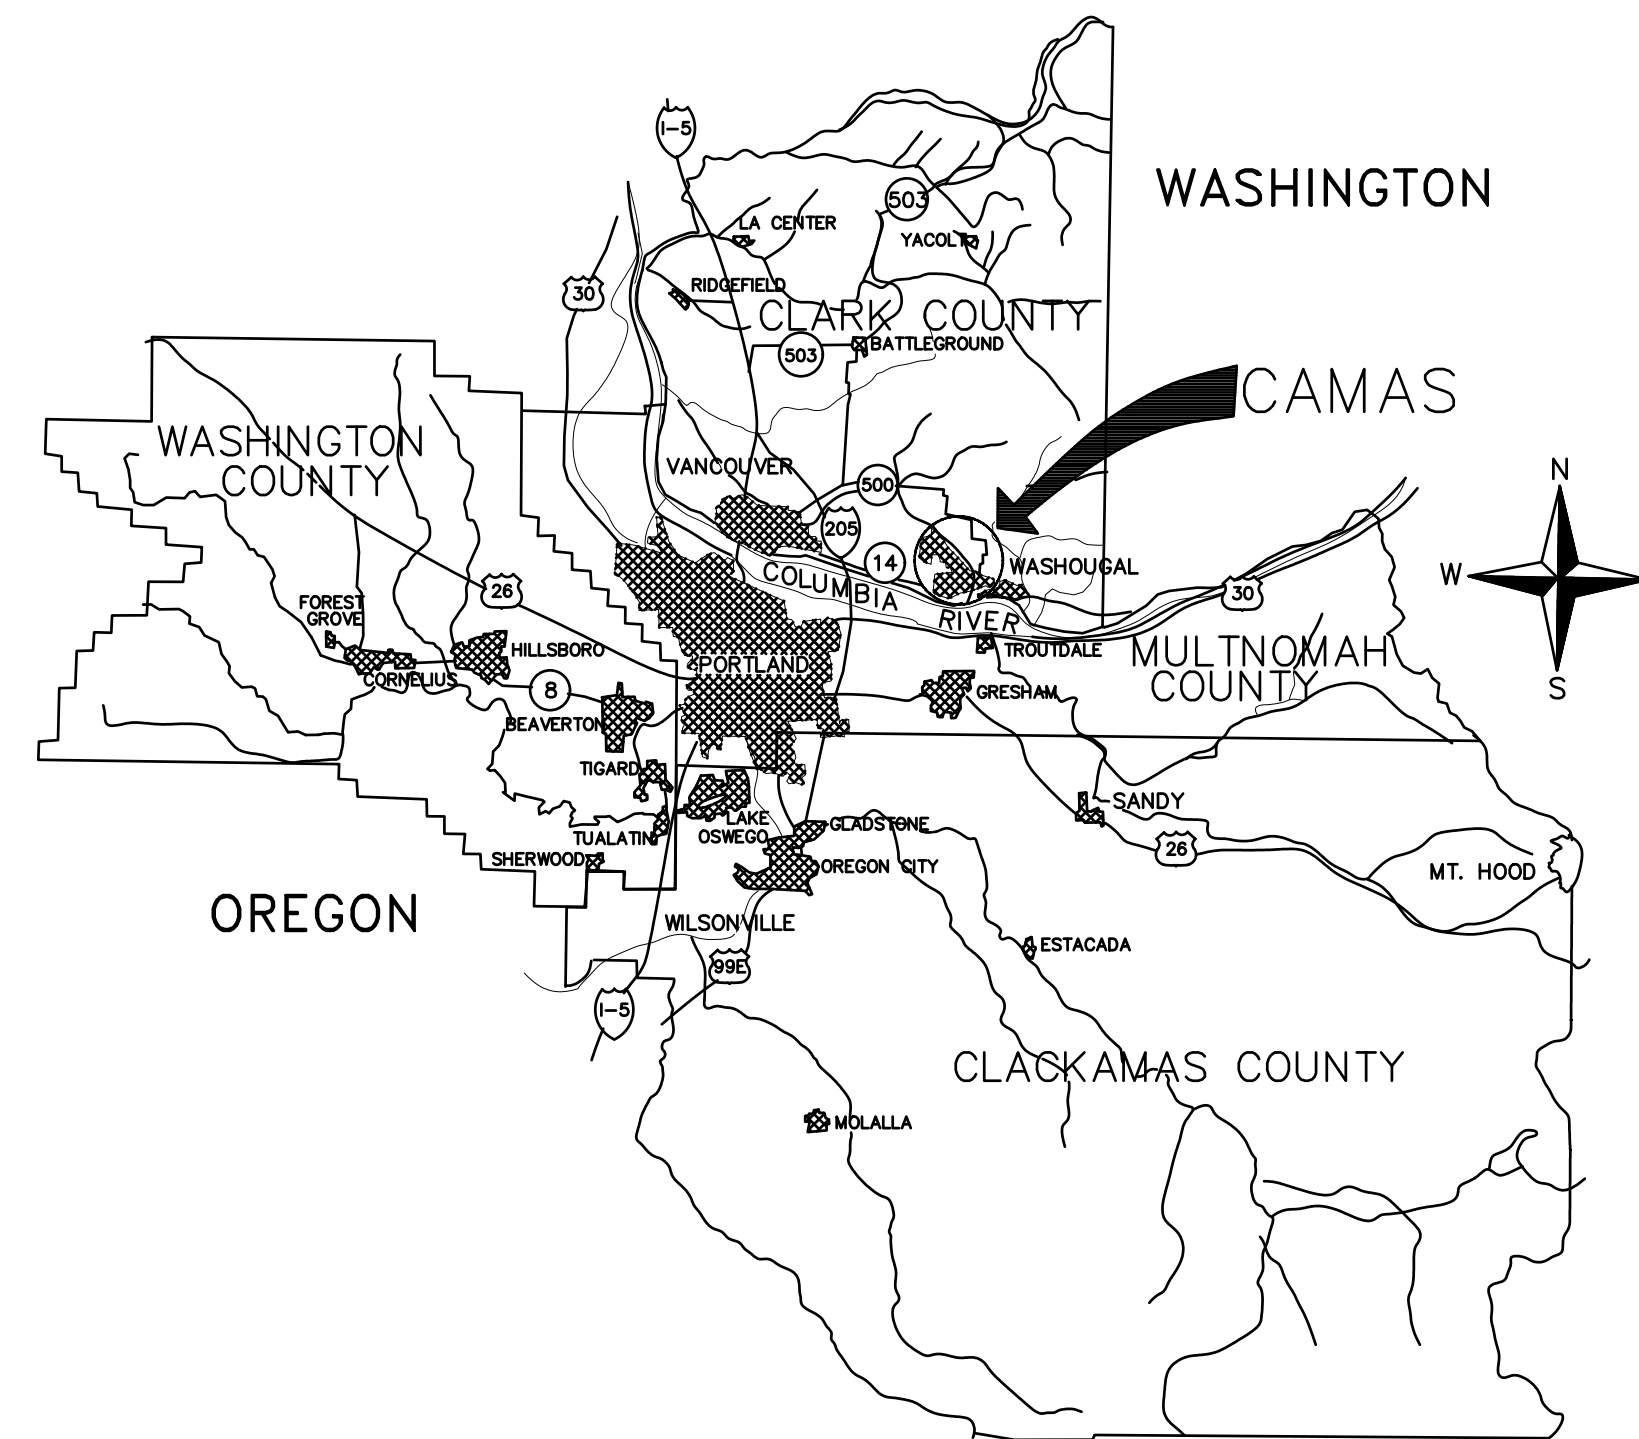 I-5
WASHINGTON
503
LA CENTER
YACOLT
RIDGEFIELD
30
CLARK COUNTY
503
BATTLEGROUND
CAMAS
WASHINGTON
COUNTY
VANCOUVER
500
N
205
14
WASHOUGAL
W
COLUMBIA
RIVER
30
26
FOREST
GROVE
HILLSBORO
PORTLAND
TROUTDALE
MULTNOMAH
COUNTY
CORNELIUS
8
GRESHAM
S
BEAVERTON
TIGARD
SANDY
LAKE
OSWEGO
GLADSTONE
TUALATIN
26
SHERWOOD
OREGON CITY
MT. HOOD
OREGON
WILSONVILLE
ESTACADA
99E
I-5
CLACKAMAS COUNTY
MOLALLA